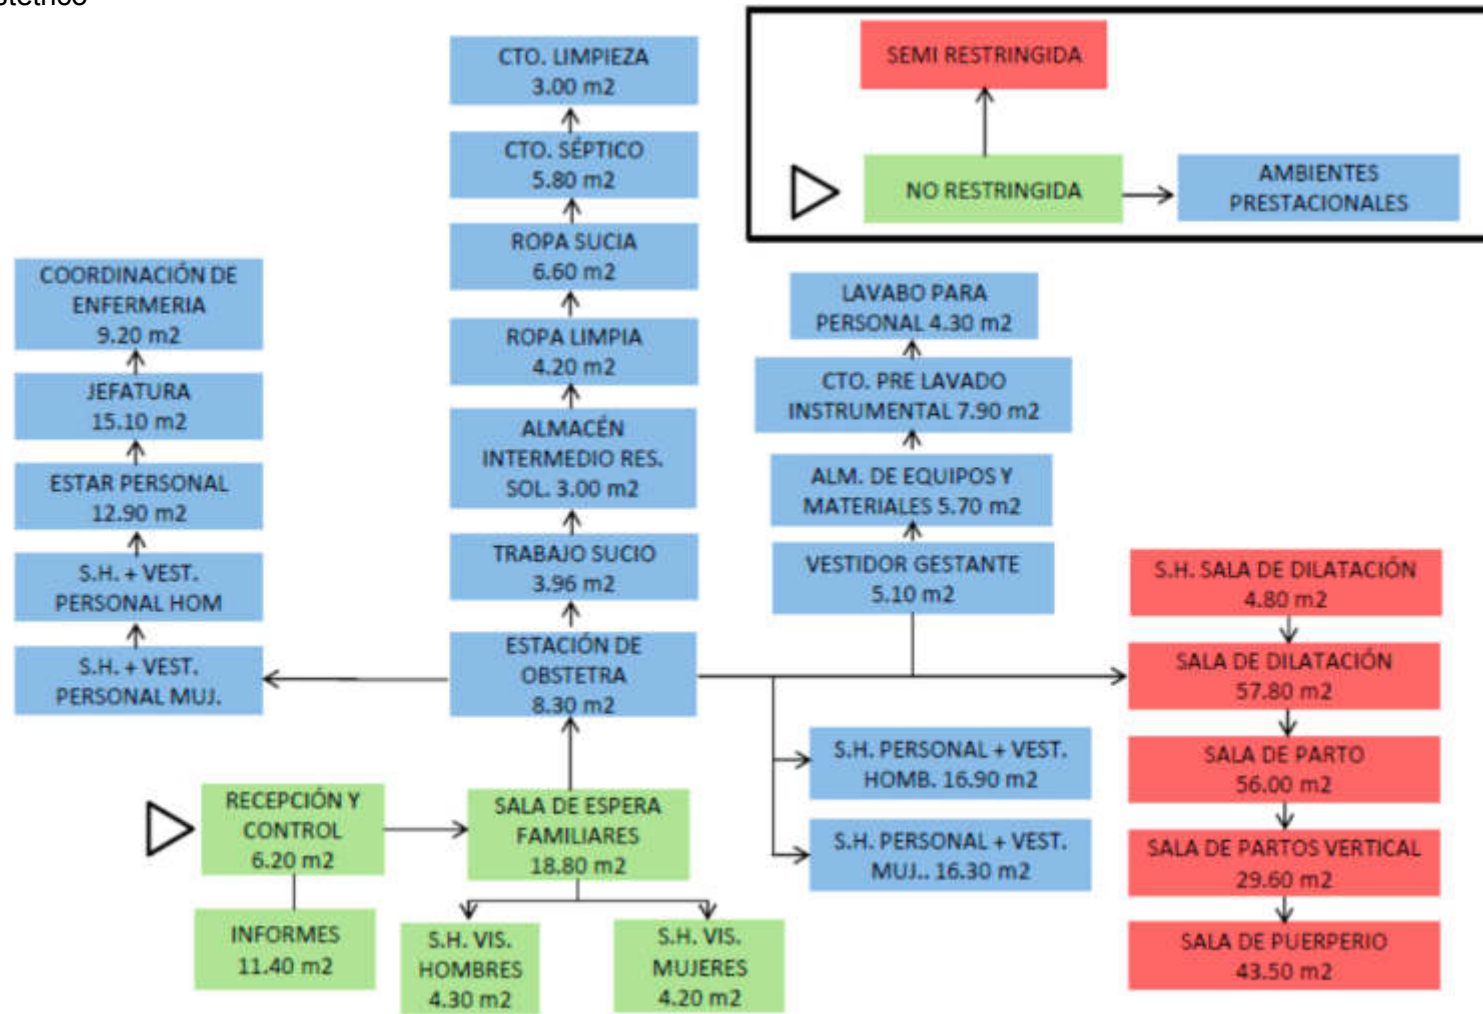 CTO. LIMPIEZA
3.00 m2
CTO. SÉPTICO
5.80 m2
ROPA SUCIA
6.60 m2
ROPA LIMPIA
4.20 m2
ALMACÉN
INTERMEDIO RES.
SOL. 3.00 m2
TRABAJO SUCIO
3.96 m2
ESTACIÓN DE
OBSTETRA
8.30 m2
SEMI RESTRINGIDA
NO RESTRINGIDA
AMBIENTES
PRESTACIONALES
COORDINACIÓN DE
ENFERMERIA
9.20 m2
JEFATURA
15.10 m2
ESTAR PERSONAL
12.90 m2
S.H. + VEST.
PERSONAL HOM
S.H. + VEST.
PERSONAL MUJ.
LAVABO PARA
PERSONAL 4.30 m2
CTO. PRE LAVADO
INSTRUMENTAL 7.90 m2
ALM. DE EQUIPOS Y
MATERIALES 5.70 m2
VESTIDOR GESTANTE
5.10 m2
S.H. SALA DE DILATACIÓN
4.80 m2
SALA DE DILATACIÓN
57.80 m2
SALA DE PARTO
56.00 m2
SALA DE PARTOS VERTICAL
29.60 m2
SALA DE PUERPERIO
43.50 m2
S.H. PERSONAL + VEST.
HOMB. 16.90 m2
S.H. PERSONAL + VEST.
MUJ.. 16.30 m2
RECEPCIÓN Y
CONTROL
6.20 m2
SALA DE ESPERA
FAMILIARES
18.80 m2
INFORMES
11.40 m2
S.H. VIS.
HOMBRES
4.30 m2
S.H. VIS.
MUJERES
4.20 m2